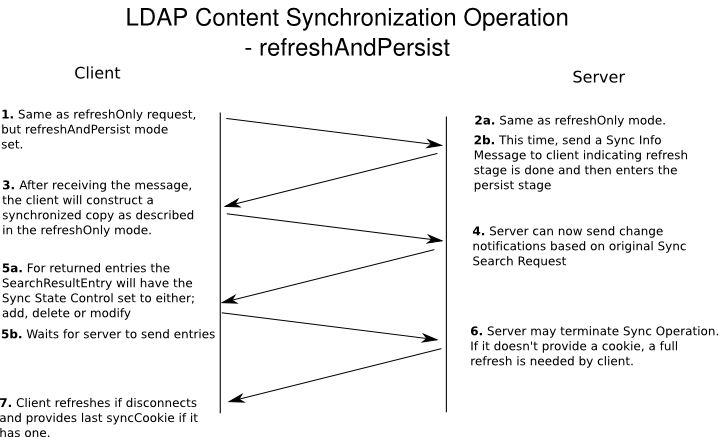 LDAP Content Synchronization Operation
- refreshAndPersist
Client
Server
1. Same as refreshOnly request,
but refreshAndPersist mode
set.
2a. Same as refreshOnly mode.
2b. This time, send a Sync Info
Message to client indicating refresh
stage is done and then enters the
persist stage
3. After receiving the message,
the client will construct a
synchronized copy as described
in the refreshOnly mode.
4. Server can now send change
notifications based on original Sync
Search Request
5a. For returned entries the
SearchResultEntry will have the
Sync State Control set to either;
add, delete or modify
5b. Waits for server to send entries
6. Server may terminate Sync Operation.
If it doesn't provide a cookie, a full
refresh is needed by client.
7. Client refreshes if disconnects
and provides last syncCookie if it
has one.